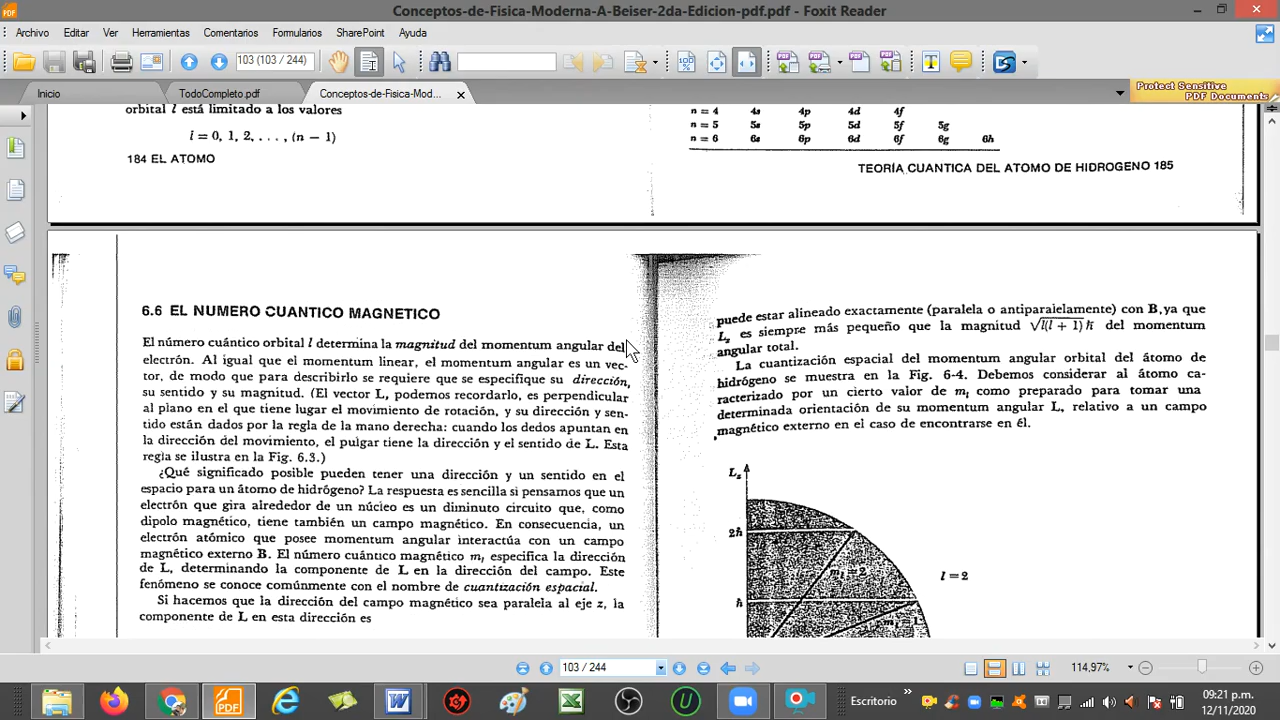 Conceptos-de-Fisica-Moderna-A-Beiser-2da-Edicion-pdf.pdf - Foxit Reader
Archivo Editar Ver Herramientas Comentarios Formularios SharePoint Ayuda
103 (103 / 244)
Inicio TodoCompleto.pdf Conceptos-de-Fisica-Mod...
Protect Sensitive
PDF Documents
orbital l está limitado a los valores
l = 0, 1, 2, . . . , (n − 1)
184 EL ATOMO
n = 4 4s 4p 4d 4f
n = 5 5s 5p 5d 5f 5g
n = 6 6s 6p 6d 6f 6g 6h
TEORÍA CUANTICA DEL ATOMO DE HIDROGENO 185
6.6 EL NUMERO CUANTICO MAGNETICO
El número cuántico orbital l determina la magnitud del momentum angular del
electrón. Al igual que el momentum linear, el momentum angular es un vec-
tor, de modo que para describirlo se requiere que se especifique su dirección,
su sentido y su magnitud. (El vector L, podemos recordarlo, es perpendicular
al plano en el que tiene lugar el movimiento de rotación, y su dirección y sen-
tido están dados por la regla de la mano derecha: cuando los dedos apuntan en
la dirección del movimiento, el pulgar tiene la dirección y el sentido de L. Esta
regla se ilustra en la Fig. 6.3.)
¿Qué significado posible pueden tener una dirección y un sentido en el
espacio para un átomo de hidrógeno? La respuesta es sencilla si pensamos que un
electrón que gira alrededor de un núcleo es un diminuto circuito que, como
dipolo magnético, tiene también un campo magnético. En consecuencia, un
electrón atómico que posee momentum angular interactúa con un campo
magnético externo B. El número cuántico magnético ml especifica la dirección
de L, determinando la componente de L en la dirección del campo. Este
fenómeno se conoce comúnmente con el nombre de cuantización espacial.
Si hacemos que la dirección del campo magnético sea paralela al eje z, la
componente de L en esta dirección es
puede estar alineado exactamente (paralela o antiparalelamente) con B, ya que
Lz es siempre más pequeño que la magnitud √l(l + 1) ħ del momentum
angular total.
La cuantización espacial del momentum angular orbital del átomo de
hidrógeno se muestra en la Fig. 6-4. Debemos considerar al átomo ca-
racterizado por un cierto valor de ml como preparado para tomar una
determinada orientación de su momentum angular L, relativo a un campo
magnético externo en el caso de encontrarse en él.
Lz
2ħ
ml = 2
l = 2
ħ
103 / 244
114.97%
Escritorio
09:21 p.m.
12/11/2020